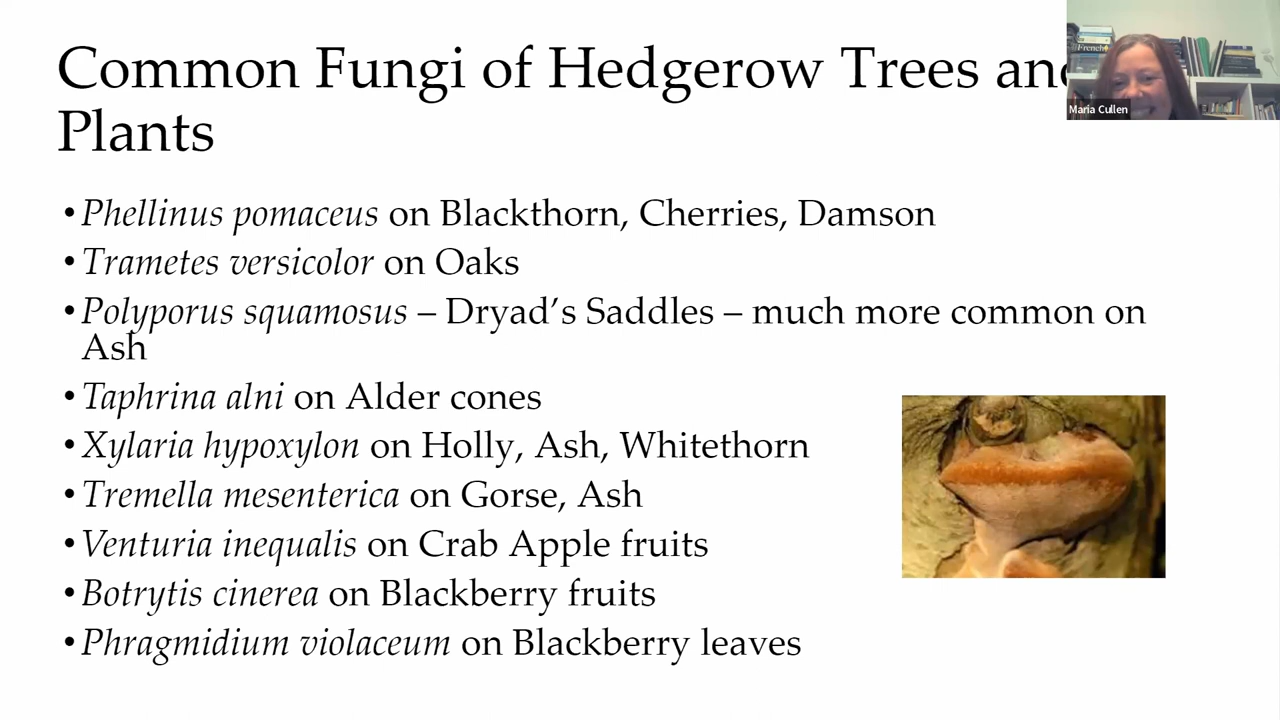 Common Fungi of Hedgerow Trees and
Plants
French
Maria Cullen
•Phellinus pomaceus on Blackthorn, Cherries, Damson
•Trametes versicolor on Oaks
•Polyporus squamosus – Dryad’s Saddles – much more common on
Ash
•Taphrina alni on Alder cones
•Xylaria hypoxylon on Holly, Ash, Whitethorn
•Tremella mesenterica on Gorse, Ash
•Venturia inequalis on Crab Apple fruits
•Botrytis cinerea on Blackberry fruits
•Phragmidium violaceum on Blackberry leaves